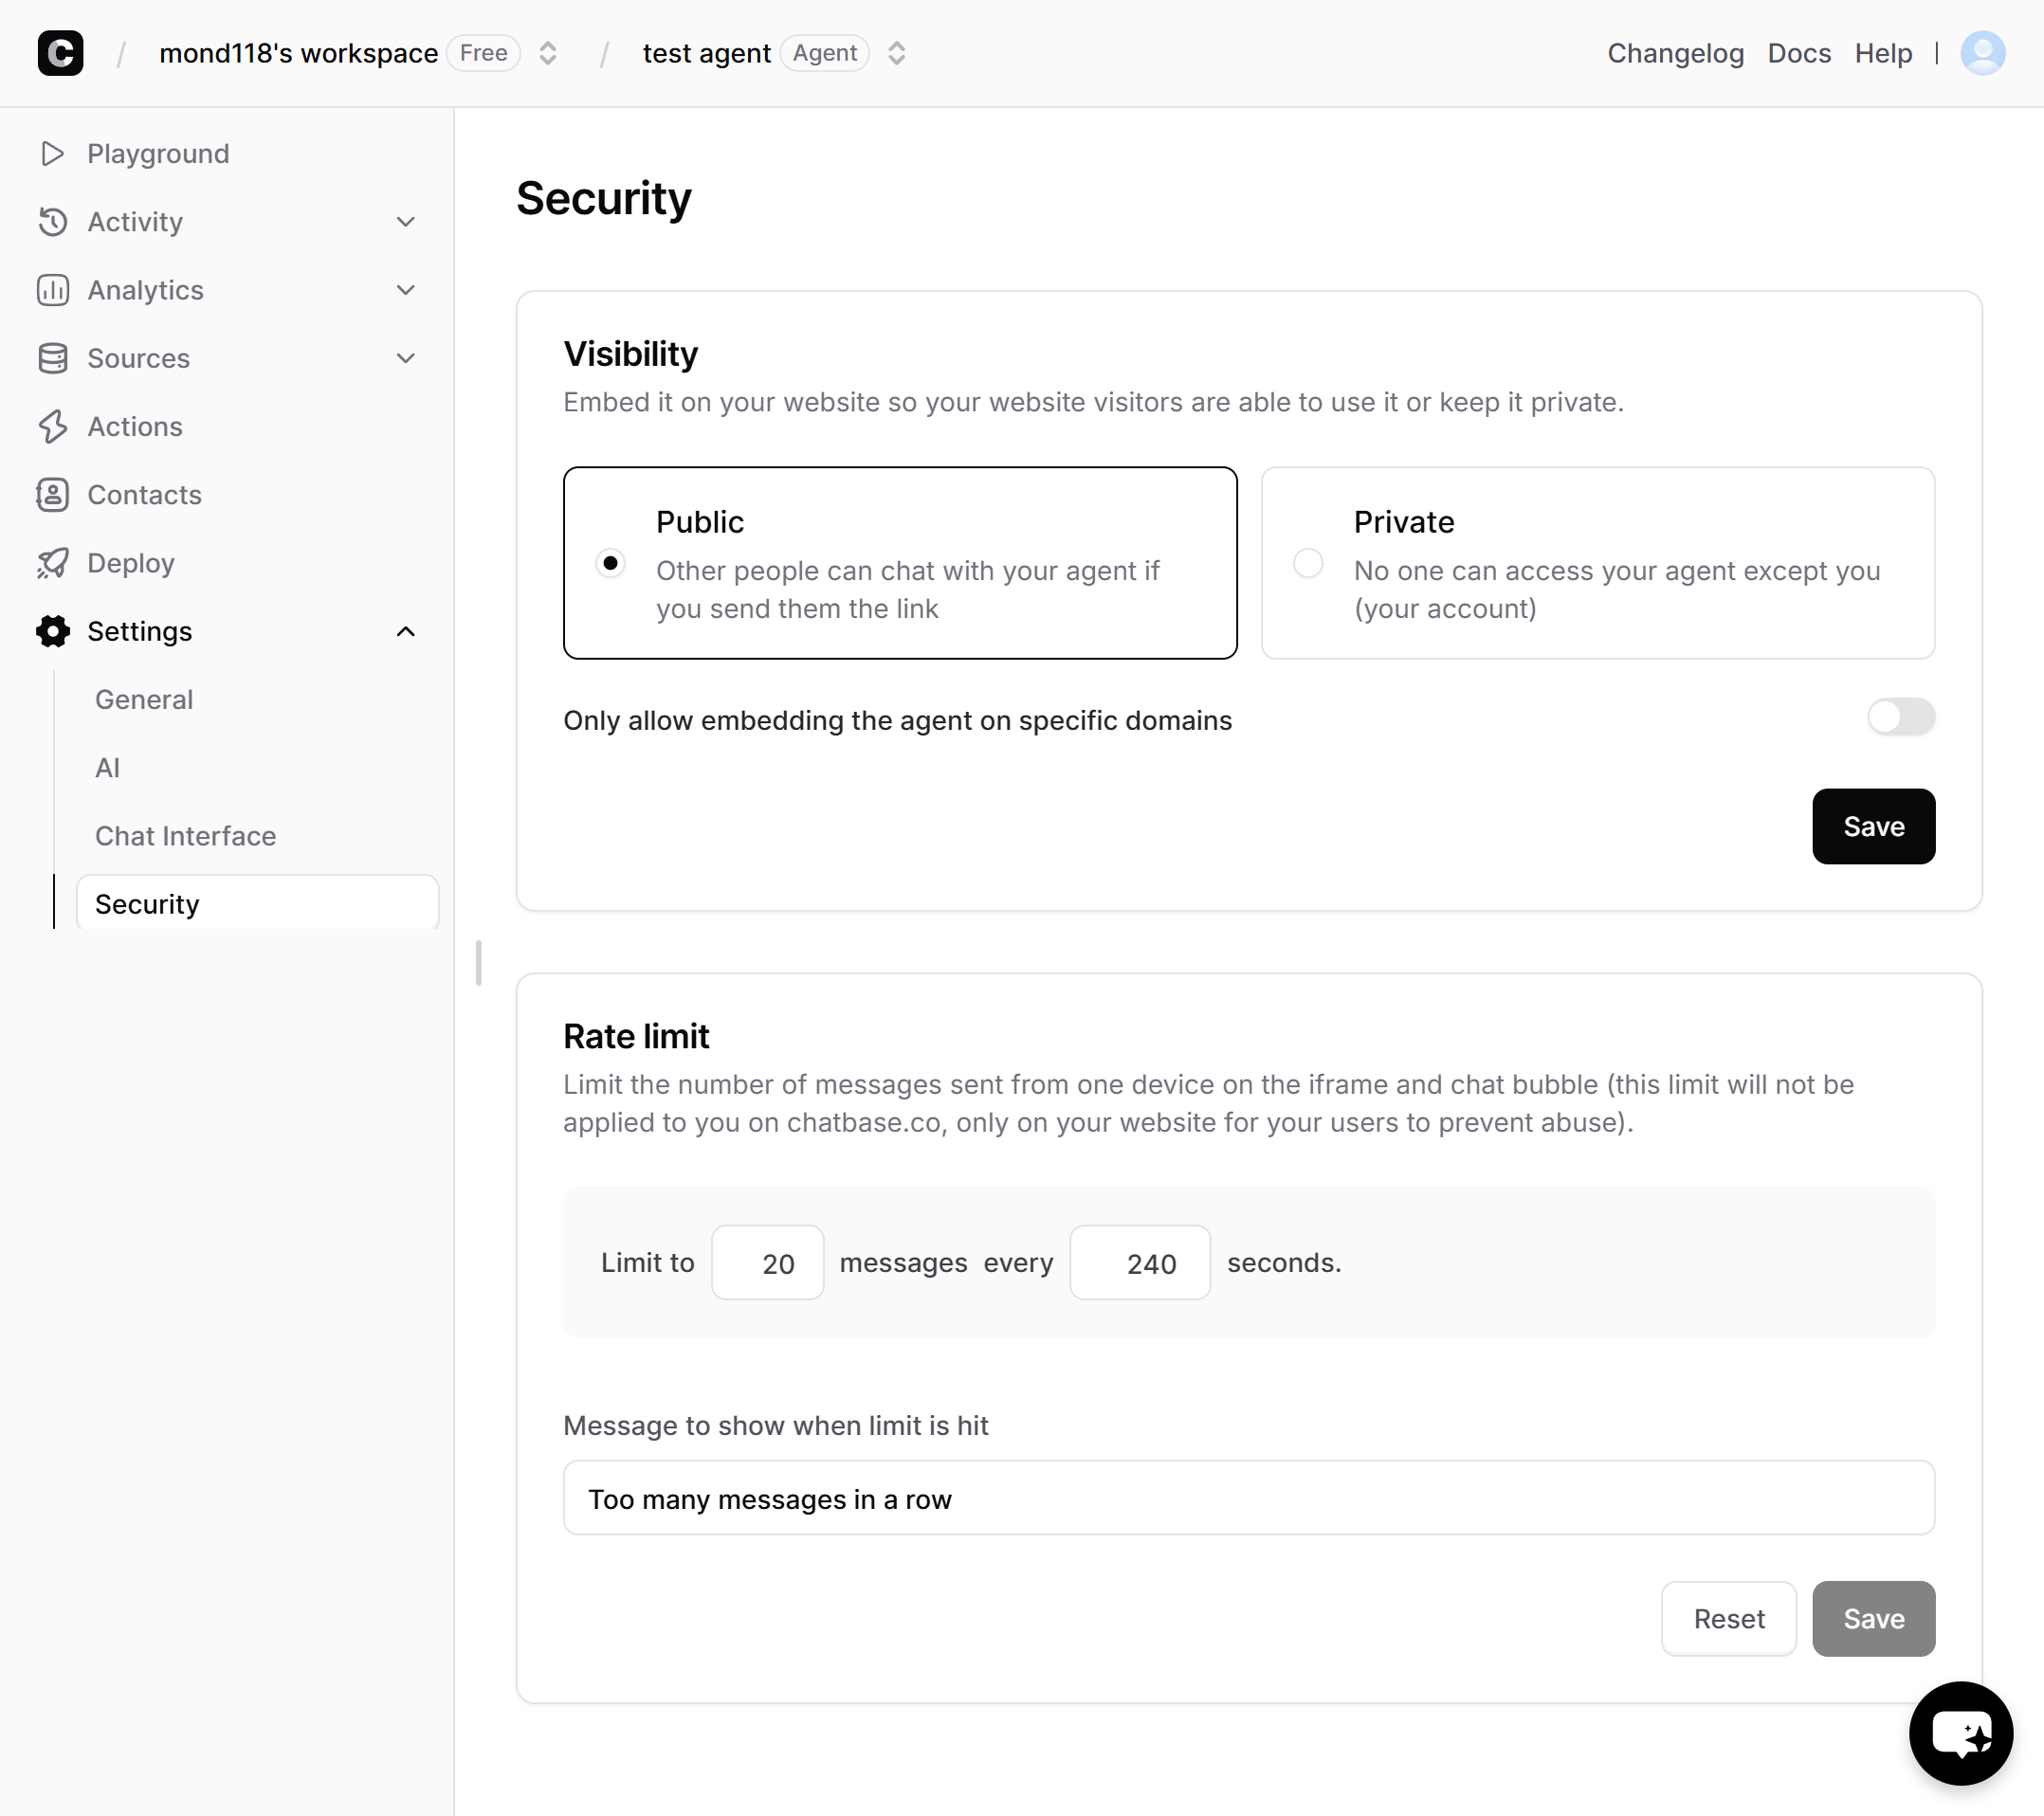 mond118's workspace Free / test agent Agent Changelog Docs Help |
Playground
Activity
Analytics
Sources
Actions
Contacts
Deploy
Settings
General
AI
Chat Interface
Security
Security
Visibility
Embed it on your website so your website visitors are able to use it or keep it private.
Public
Other people can chat with your agent if
you send them the link
Private
No one can access your agent except you
(your account)
Only allow embedding the agent on specific domains
Save
Rate limit
Limit the number of messages sent from one device on the iframe and chat bubble (this limit will not be
applied to you on chatbase.co, only on your website for your users to prevent abuse).
Limit to 20 messages every 240 seconds.
Message to show when limit is hit
Too many messages in a row
Reset Save